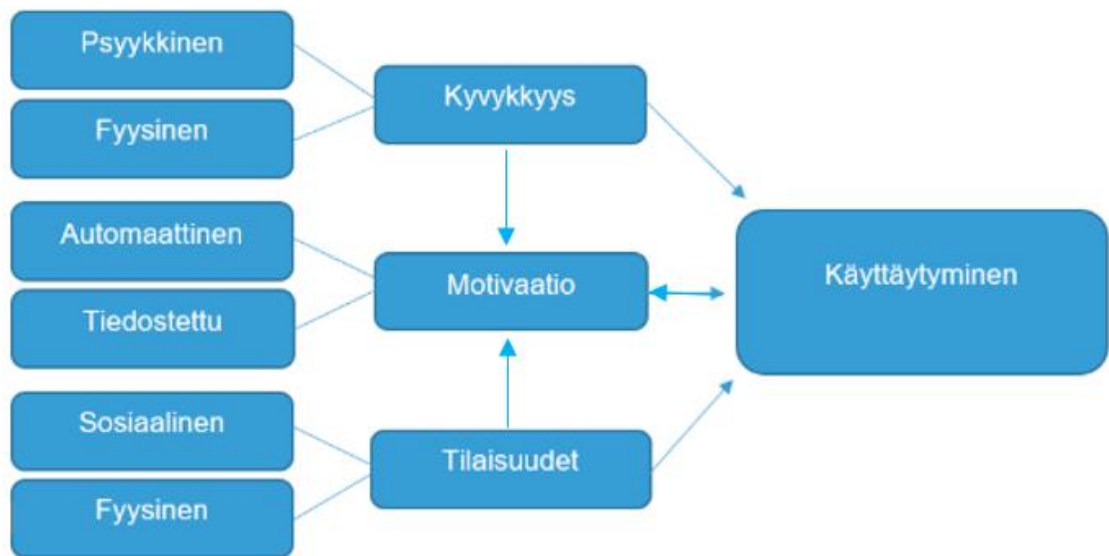 Psyykkinen
Fyysinen
Kyvykkyys
Automaattinen
Tiedostettu
Motivaatio
Käyttäytyminen
Sosiaalinen
Fyysinen
Tilaisuudet